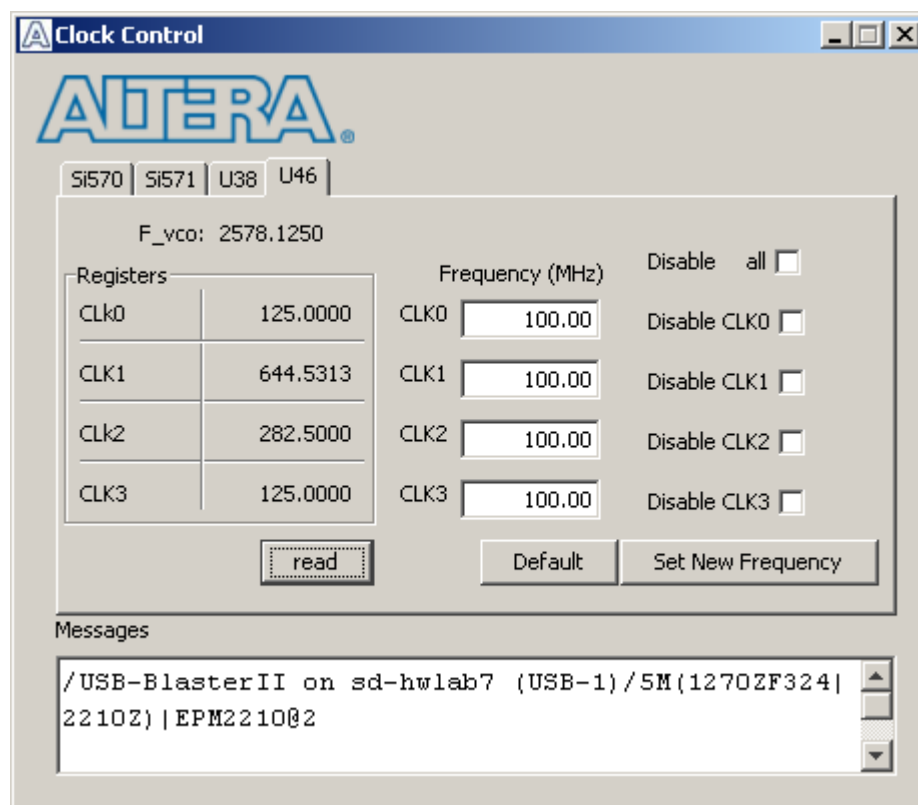 Clock Control
ALTERA®
Si570 Si571 U38 U46
F_vco: 2578.1250
Disable all
Registers
Frequency (MHz)
CLk0 125.0000 CLK0 100.00 Disable CLK0
CLK1 644.5313 CLK1 100.00 Disable CLK1
CLk2 282.5000 CLK2 100.00 Disable CLK2
CLK3 125.0000 CLK3 100.00 Disable CLK3
read Default Set New Frequency
Messages
/USB-BlasterII on sd-hwlab7 (USB-1)/5M(1270ZF324|
2210Z)|EPM2210@2